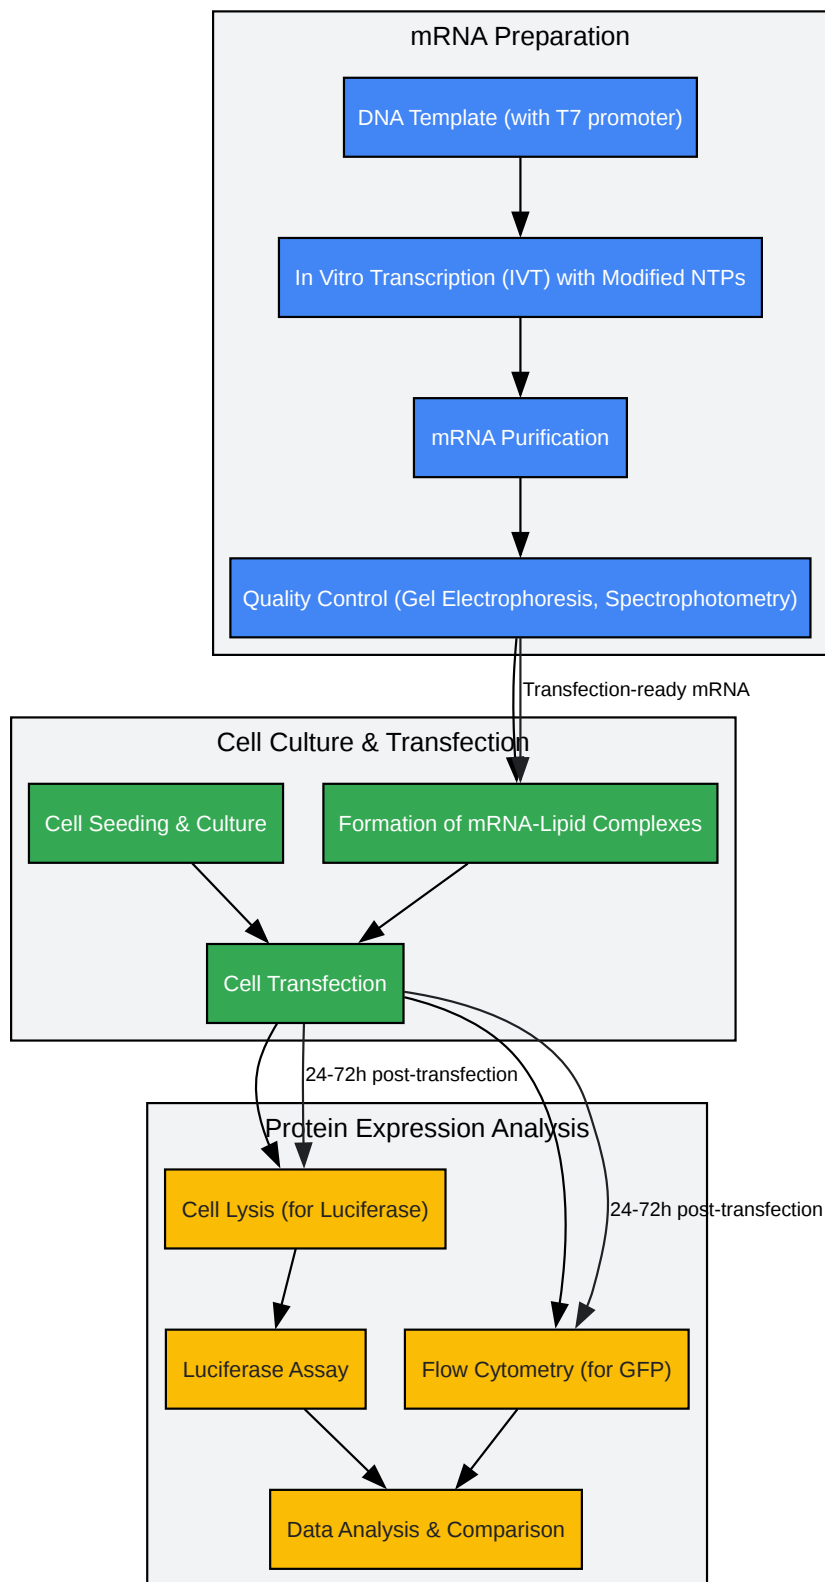 mRNA Preparation
DNA Template (with T7 promoter)
In Vitro Transcription (IVT) with Modified NTPs
mRNA Purification
Quality Control (Gel Electrophoresis, Spectrophotometry)
Transfection-ready mRNA
Cell Culture & Transfection
Cell Seeding & Culture
Formation of mRNA-Lipid Complexes
Cell Transfection
24-72h post-transfection
Protein Expression Analysis
Cell Lysis (for Luciferase)
24-72h post-transfection
Luciferase Assay
Flow Cytometry (for GFP)
Data Analysis & Comparison